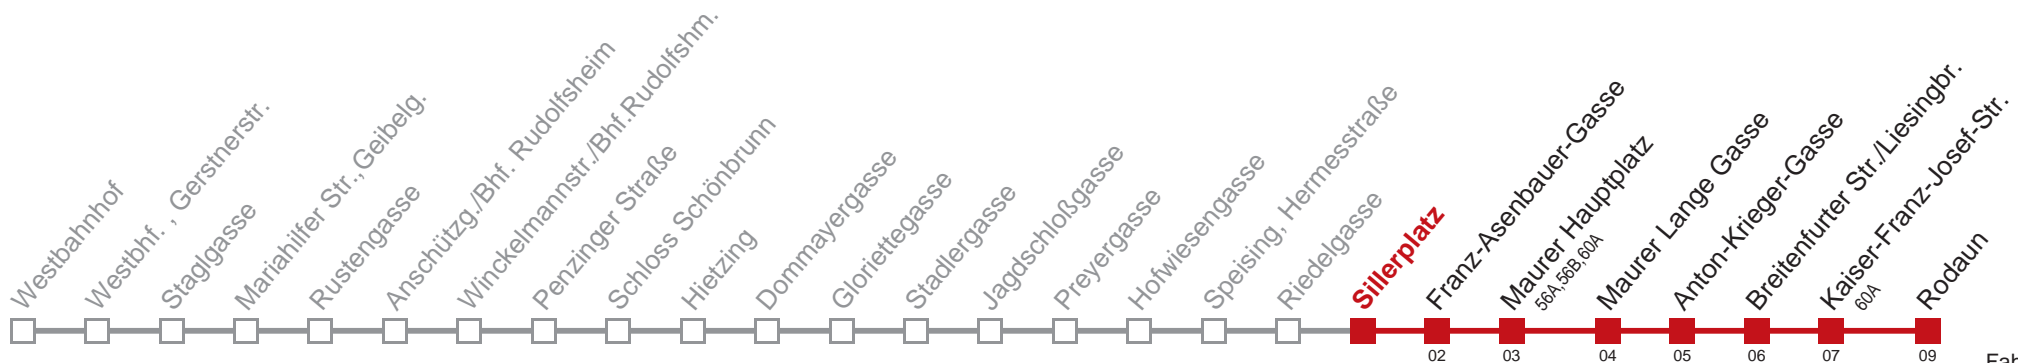 Westbahnhof
Westbhf. , Gerstnerstr.
Staglgasse
Mariahilfer Str.,Geibelg.
Rustengasse
Anschützg./Bhf. Rudolfsheim
Winckelmannstr./Bhf.Rudolfshm.
Penzinger Straße
Schloss Schönbrunn
Hietzing
Dommayergasse
Gloriettegasse
Stadlergasse
Jagdschloßgasse
Preyergasse
Hofwiesengasse
Speising, Hermesstraße
Riedelgasse
Sillerplatz
Franz-Asenbauer-Gasse
Maurer Hauptplatz
56A,56B,60A
Maurer Lange Gasse
Anton-Krieger-Gasse
Breitenfurter Str./Liesingbr.
Kaiser-Franz-Josef-Str.
60A
Rodaun
02 03 04 05 06 07 09
Fah